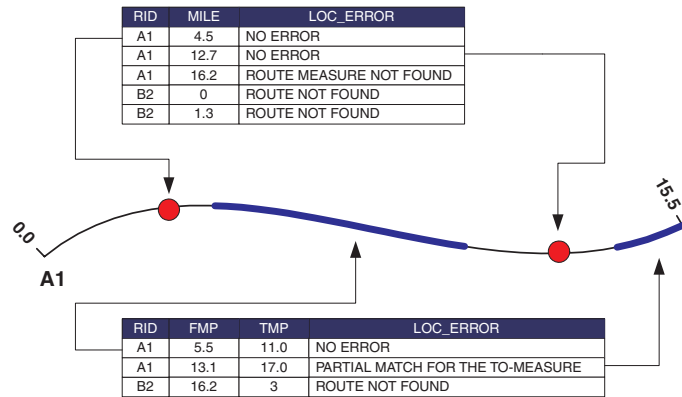 RID MILE LOC_ERROR
A1 4.5 NO ERROR
A1 12.7 NO ERROR
A1 16.2 ROUTE MEASURE NOT FOUND
B2 0 ROUTE NOT FOUND
B2 1.3 ROUTE NOT FOUND
0.0
15.5
A1
RID FMP TMP LOC_ERROR
A1 5.5 11.0 NO ERROR
A1 13.1 17.0 PARTIAL MATCH FOR THE TO-MEASURE
B2 16.2 3 ROUTE NOT FOUND